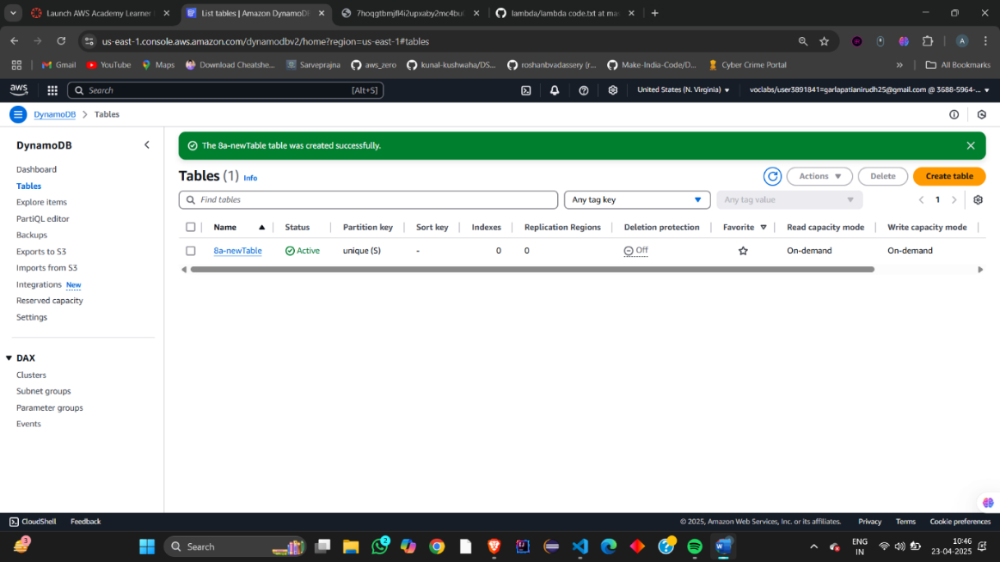 Launch AWS Academy Learner
List tables | Amazon DynamoDB
7hoqgtbmjfl4i2upxaby2mc4bu
lambda/lambda code.txt at mas
us-east-1.console.aws.amazon.com/dynamodbv2/home?region=us-east-1#tables
A
Gmail
YouTube
Maps
Download Cheatshe...
Sarveprajna
aws_zero
kunal-kushwaha/DS...
roshanbvadassery (r...
Make-India-Code/D...
Cyber Crime Portal
»
All Bookmarks
aws
Search
[Alt+S]
United States (N. Virginia)
voclabs/user3891841=garlapatianirudh25@gmail.com @ 3688-5964-...
DynamoDB
Tables
DynamoDB
Dashboard
Tables
Explore items
PartiQL editor
Backups
Exports to S3
Imports from S3
Integrations New
Reserved capacity
Settings
DAX
Clusters
Subnet groups
Parameter groups
Events
The 8a-newTable table was created successfully.
Tables (1) Info
Actions
Delete
Create table
Find tables
Any tag key
Any tag value
1
Name Status Partition key Sort key Indexes Replication Regions Deletion protection Favorite Read capacity mode Write capacity mode
8a-newTable Active unique (S) - 0 0 Off On-demand On-demand
CloudShell
Feedback
© 2025, Amazon Web Services, Inc. or its affiliates.
Privacy
Terms
Cookie preferences
3
Search
2
ENG
IN
10:46
23-04-2025